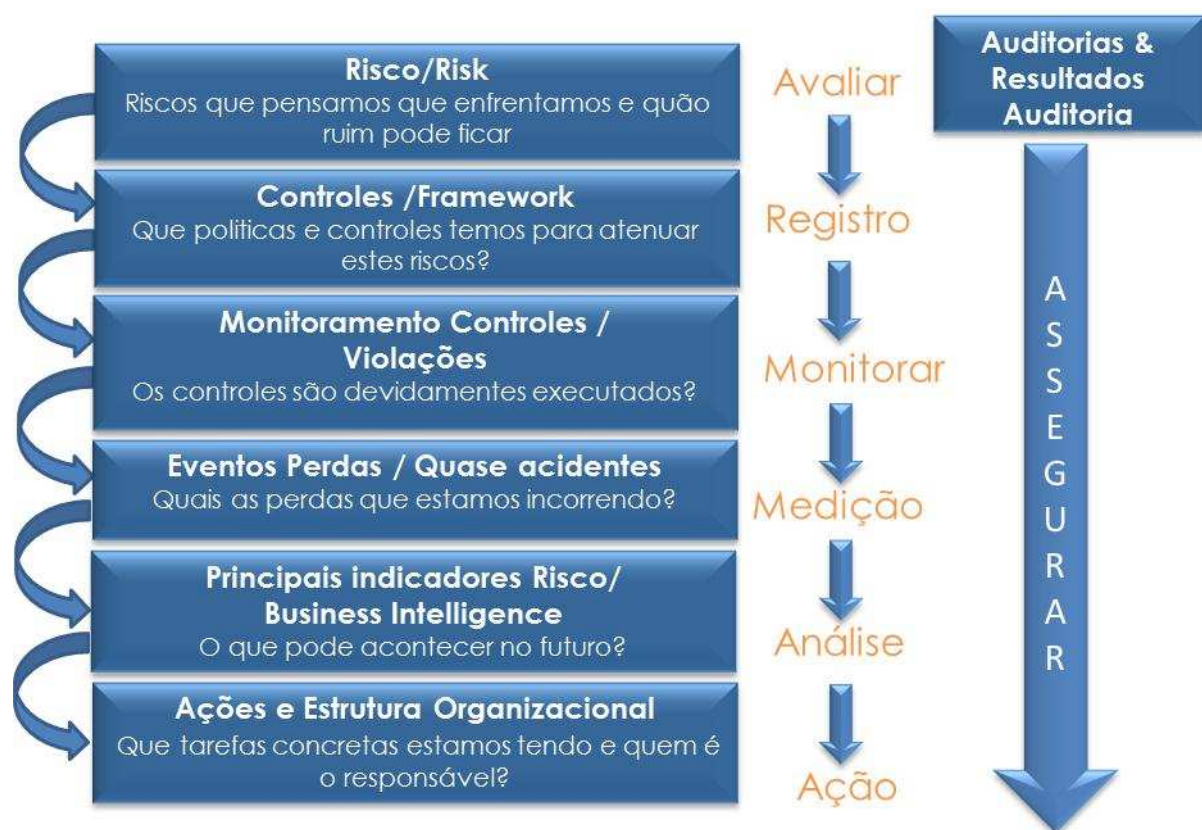 Risco/Risk
Riscos que pensamos que enfrentamos e quão
ruim pode ficar
Controles /Framework
Que politicas e controles temos para atenuar
estes riscos?
Monitoramento Controles /
Violações
Os controles são devidamentes executados?
Eventos Perdas / Quase acidentes
Quais as perdas que estamos incorrendo?
Principais indicadores Risco/
Business Intelligence
O que pode acontecer no futuro?
Ações e Estrutura Organizacional
Que tarefas concretas estamos tendo e quem é
o responsável?
Avaliar
Registro
Monitorar
Medição
Análise
Ação
Auditorias &
Resultados
Auditoria
A
S
S
E
G
U
R
A
R